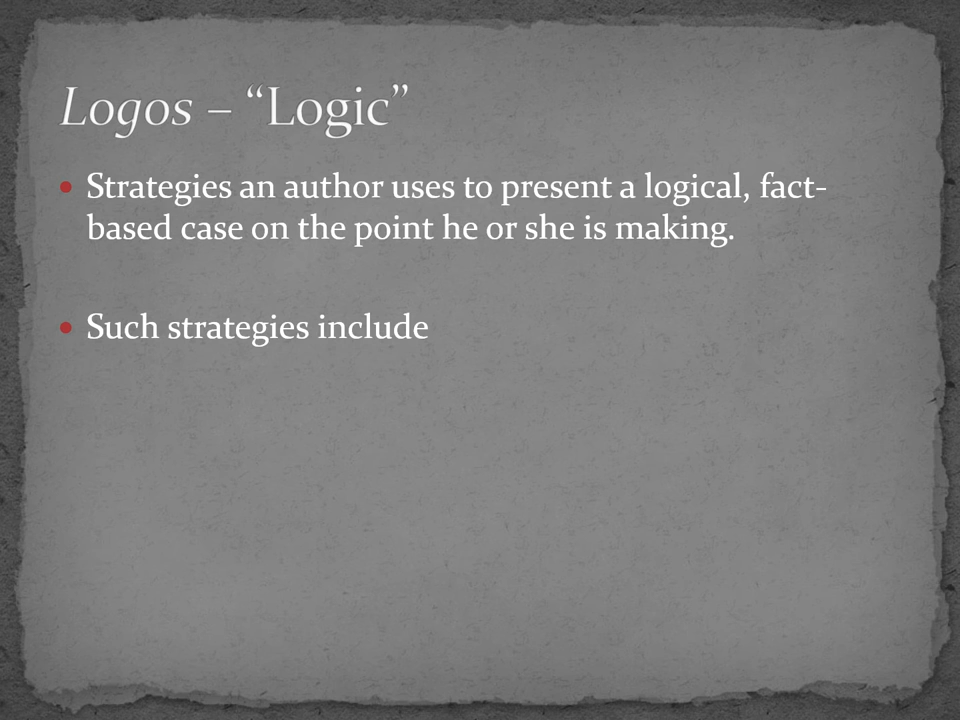 Logos – “Logic”
• Strategies an author uses to present a logical, fact-
based case on the point he or she is making.
• Such strategies include